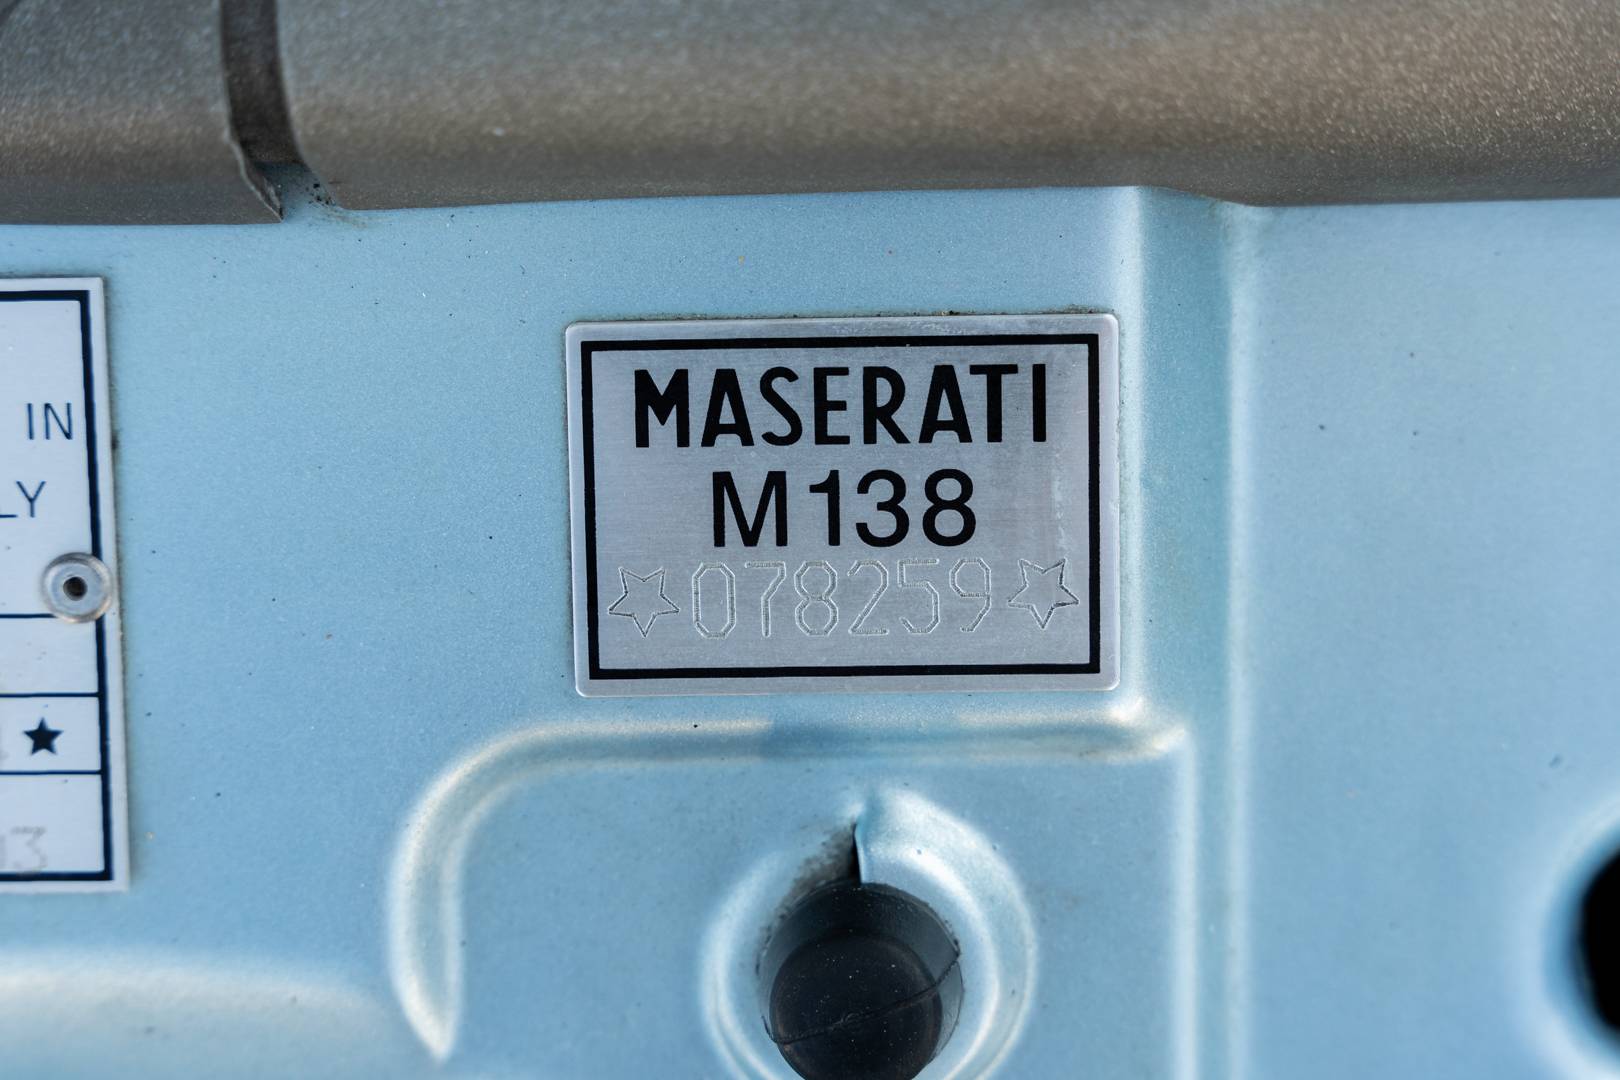 IN
LY
★
MASERATI
M138
☆078259☆